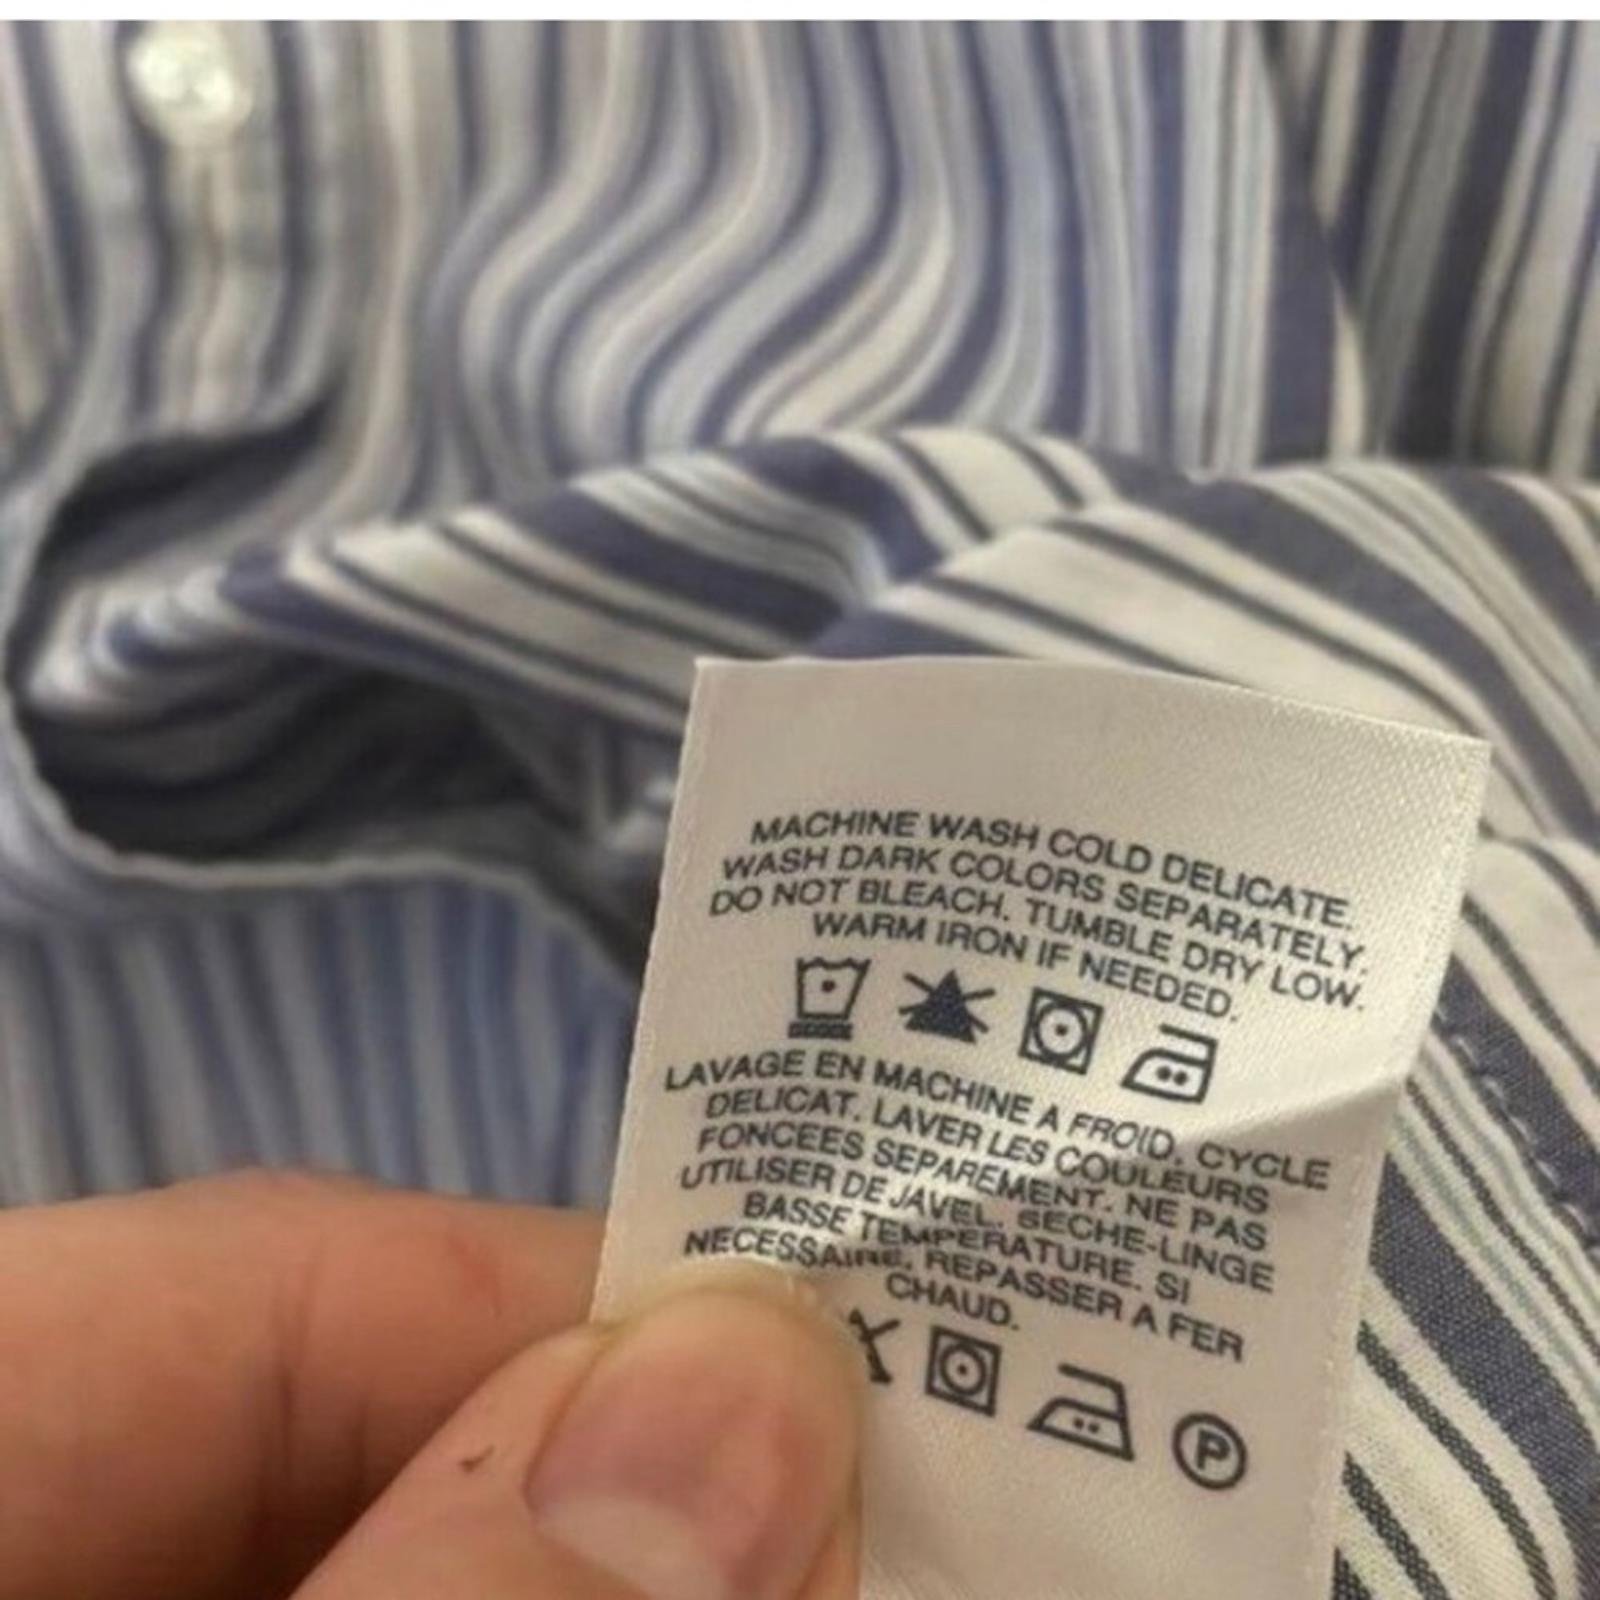 MACHINE WASH COLD DELICATE.
WASH DARK COLORS SEPARATELY.
DO NOT BLEACH. TUMBLE DRY LOW.
WARM IRON IF NEEDED.
LAVAGE EN MACHINE A FROID, CYCLE
DELICAT. LAVER LES COULEURS
FONCEES SEPAREMENT. NE PAS
UTILISER DE JAVEL. SECHE-LINGE
BASSE TEMPERATURE. SI
NECESSAIRE, REPASSER A FER
CHAUD.
P